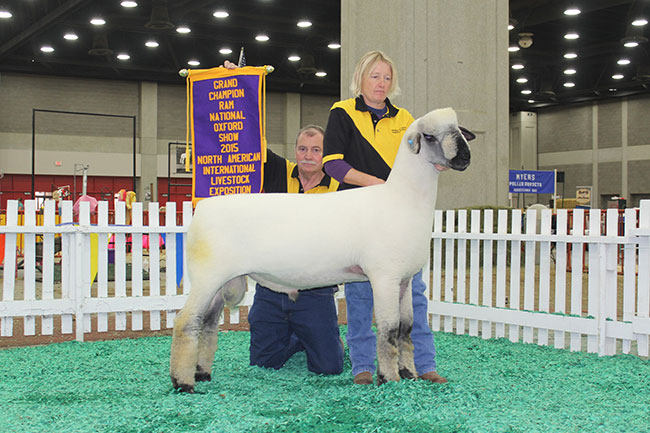 GRAND
CHAMPION
RAM
NATIONAL
OXFORD
SHOW
2015
NORTH AMERICAN
INTERNATIONAL
LIVESTOCK
EXPOSITION
MYERS